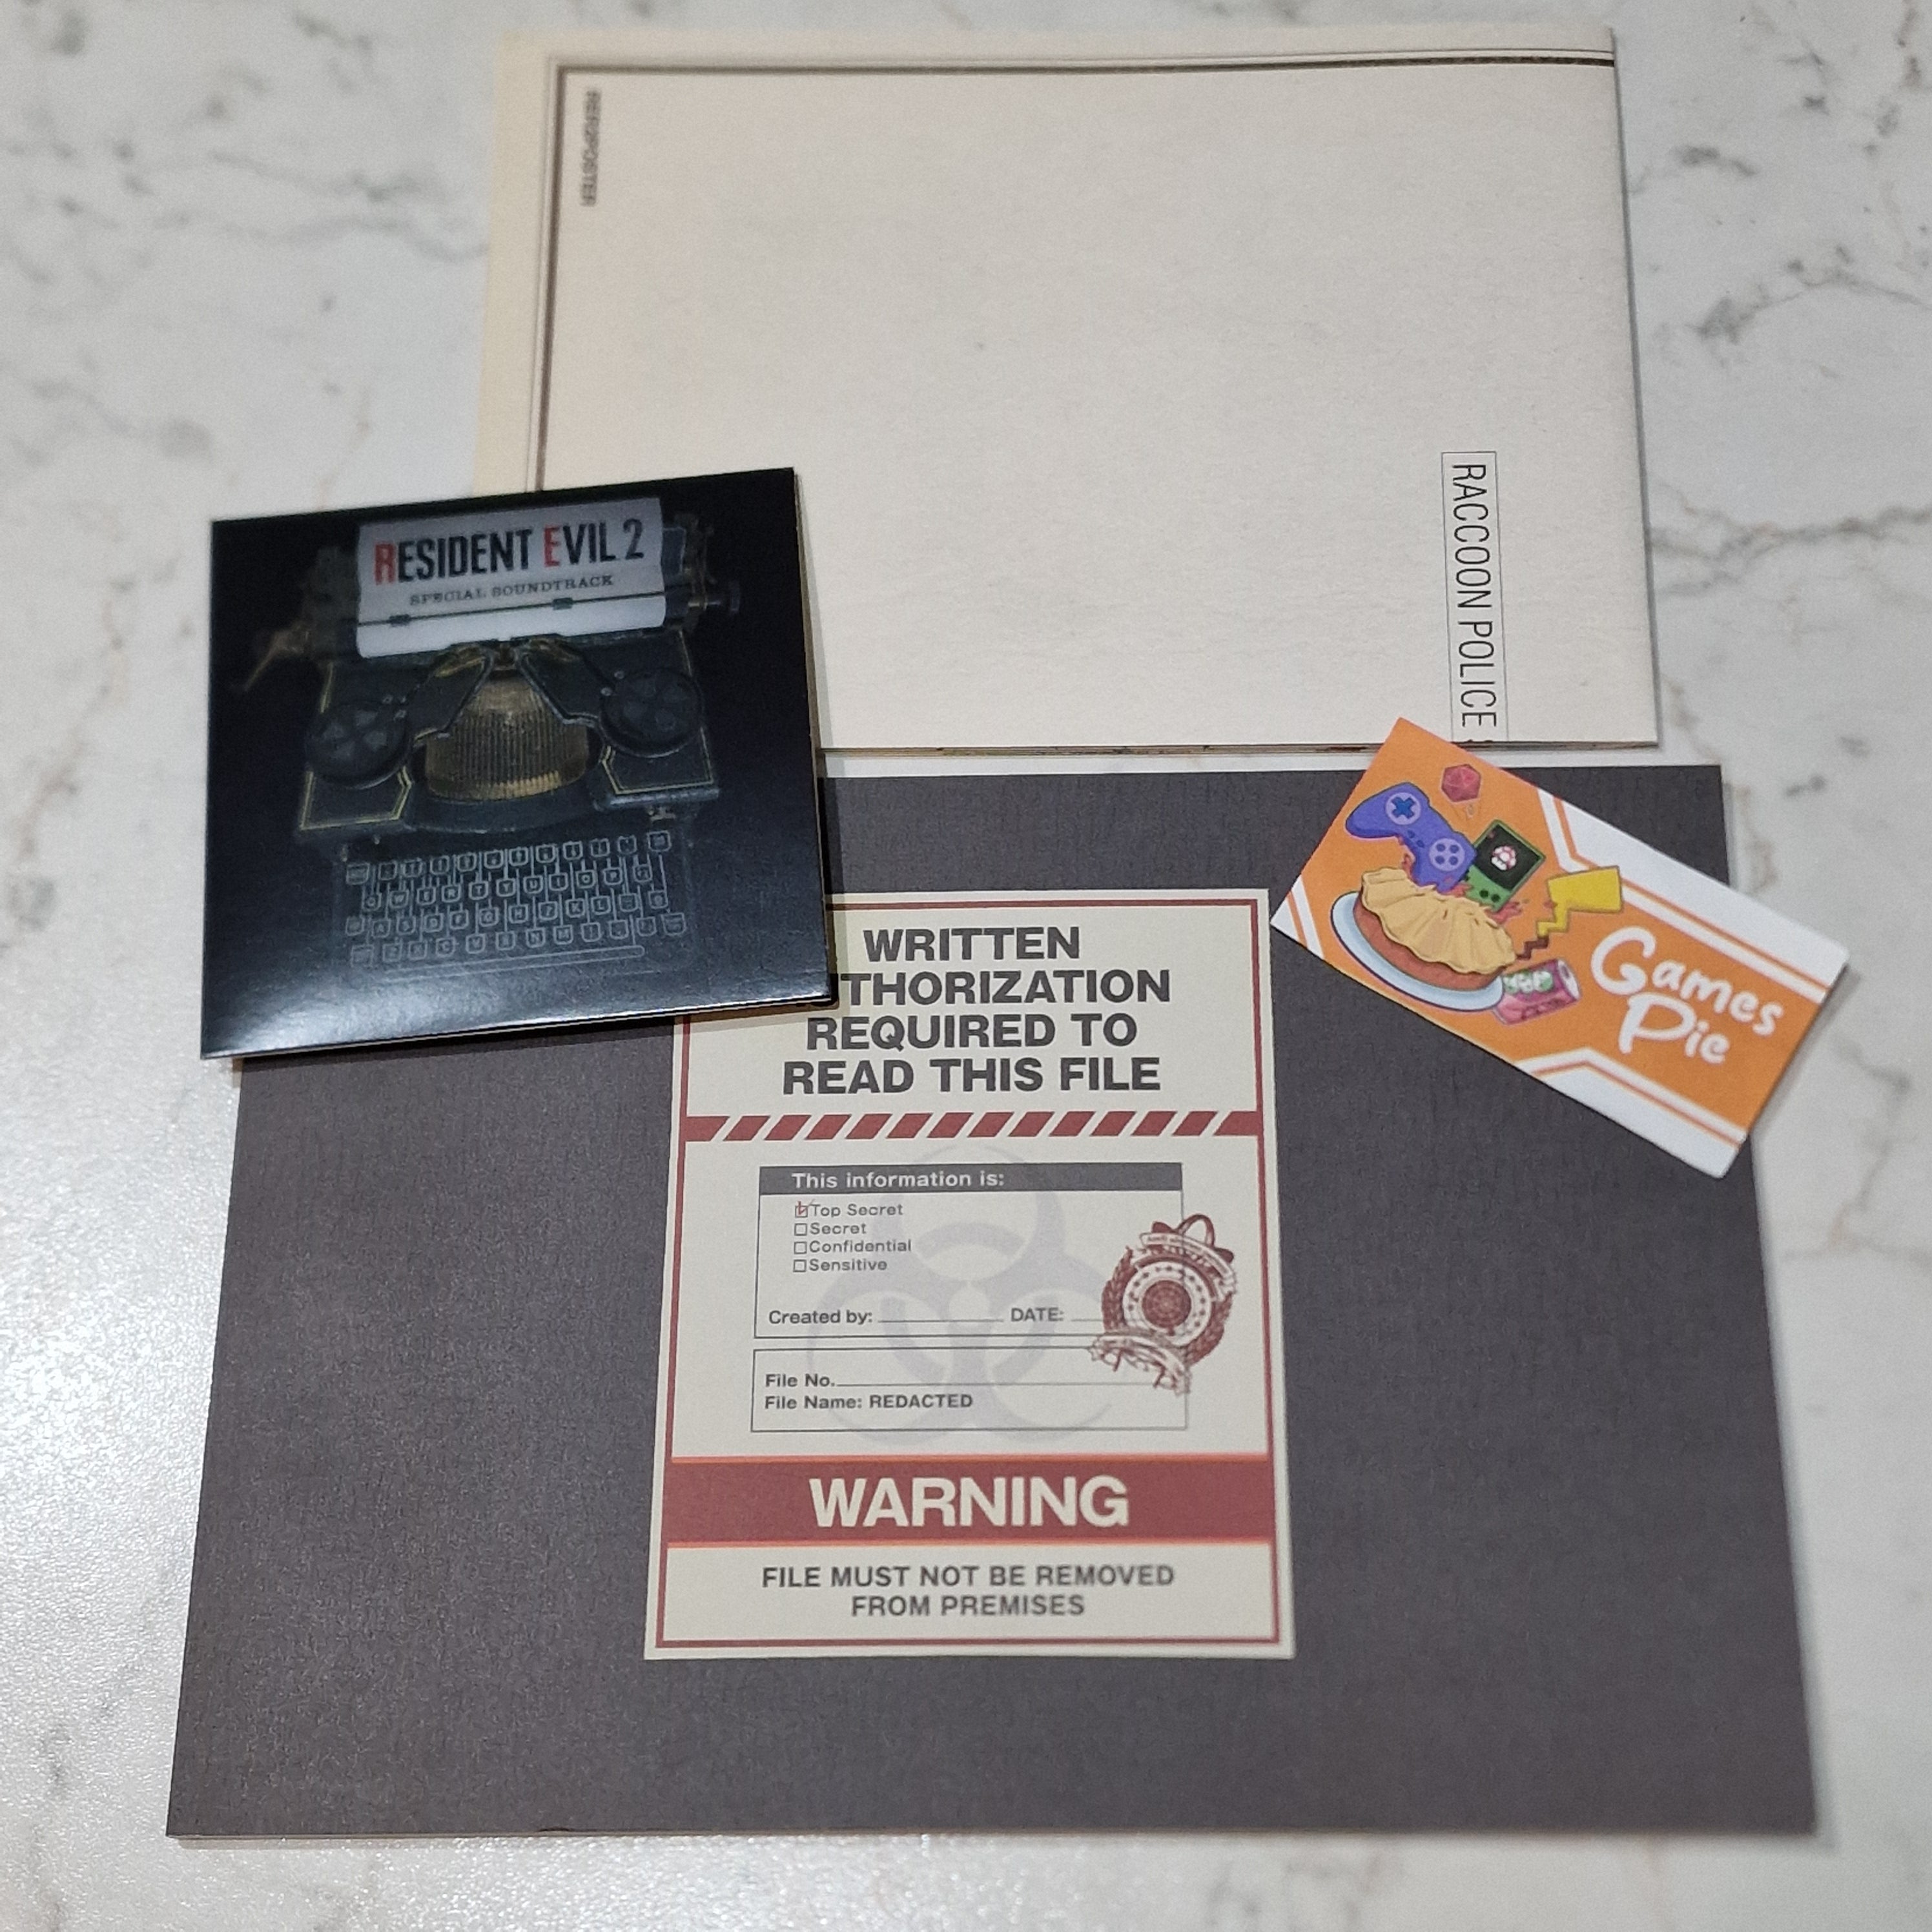 RER2POSTER
RACCOON POLICE
RESIDENT EVIL 2
SPECIAL SOUNDTRACK
Games
Pie
WRITTEN
THORIZATION
REQUIRED TO
READ THIS FILE
This information is:
Top Secret
Secret
Confidential
Sensitive
Created by: DATE:
File No.
File Name: REDACTED
WARNING
FILE MUST NOT BE REMOVED
FROM PREMISES